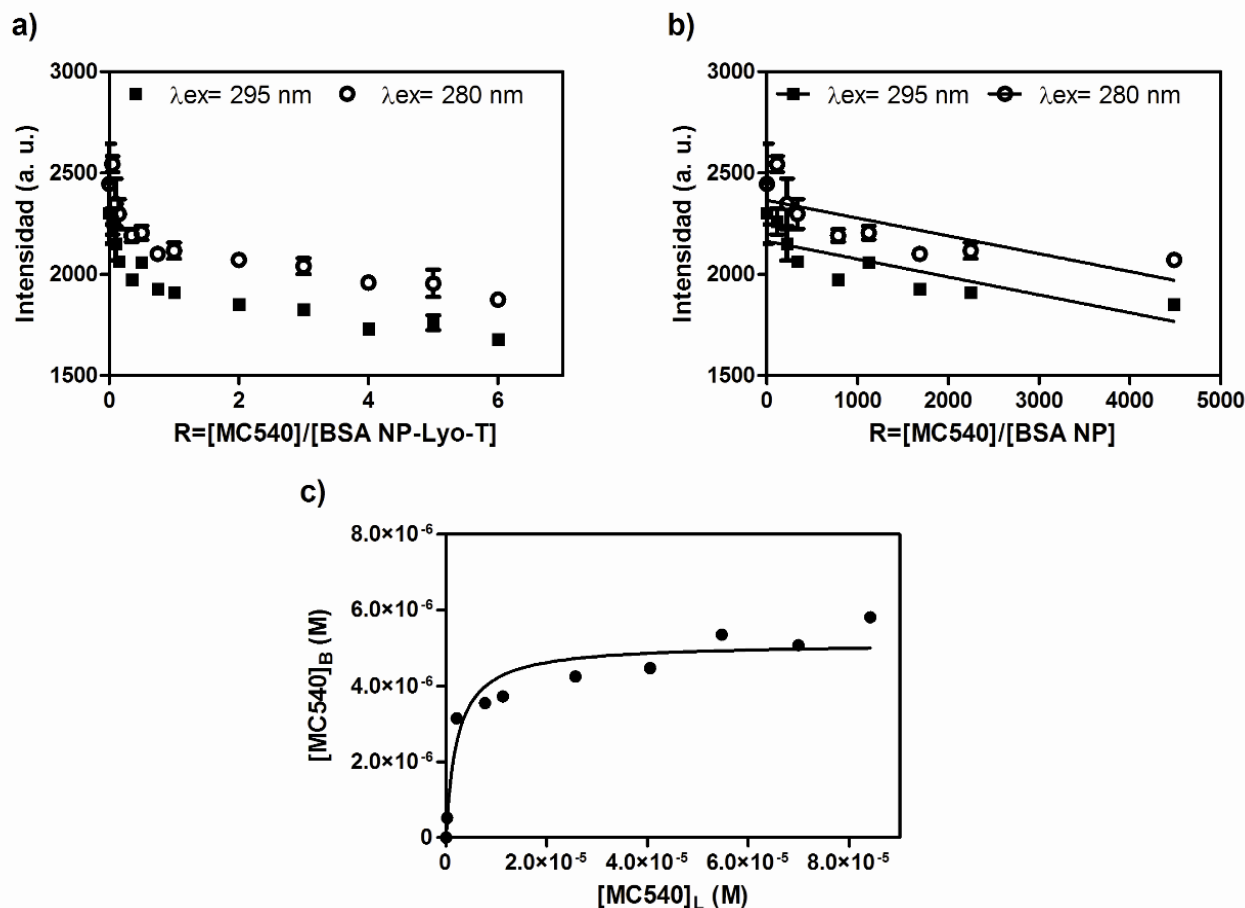 a)
3000
2500
2000
1500
Intensidad (a. u.)
λex= 295 nm
λex= 280 nm
0
2
4
6
R=[MC540]/[BSA NP-Lyo-T]
b)
3000
2500
2000
1500
Intensidad (a. u.)
λex= 295 nm
λex= 280 nm
0
1000
2000
3000
4000
5000
R=[MC540]/[BSA NP]
c)
8.0×10⁻⁶
6.0×10⁻⁶
4.0×10⁻⁶
2.0×10⁻⁶
0
[MC540]B (M)
0
2.0×10⁻⁵
4.0×10⁻⁵
6.0×10⁻⁵
8.0×10⁻⁵
[MC540]L (M)